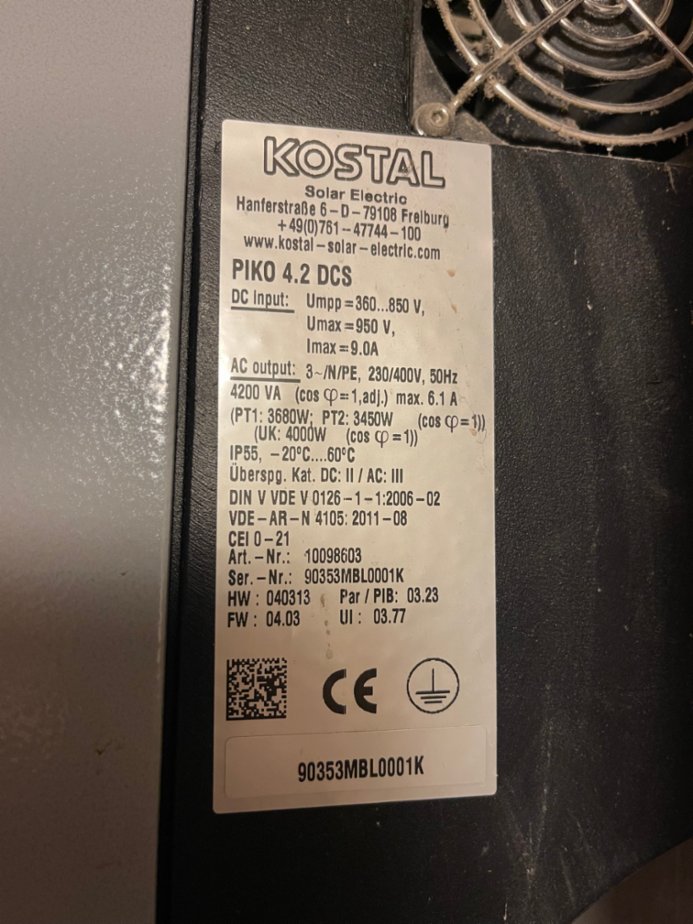 KOSTAL
Solar Electric
Hanferstraße 6-D-79108 Freiburg
+49(0)761-47744-100
www.kostal-solar-electric.com
PIKO 4.2 DCS
DC Input: Umpp=360...850 V,
Umax=950 V,
Imax=9.0A
AC output: 3~/N/PE, 230/400V, 50Hz
4200 VA (cos φ=1,adj.) max. 6.1 A
(PT1: 3680W; PT2: 3450W (cos φ=1))
(UK: 4000W (cos φ=1))
IP55, -20°C....60°C
Überspg. Kat. DC: II / AC: III
DIN V VDE V 0126-1-1:2006-02
VDE-AR-N 4105: 2011-08
CEI 0-21
Art.-Nr.: 10098603
Ser.-Nr.: 90353MBL0001K
HW : 040313 Par / PIB: 03.23
FW : 04.03 UI : 03.77
CE
90353MBL0001K